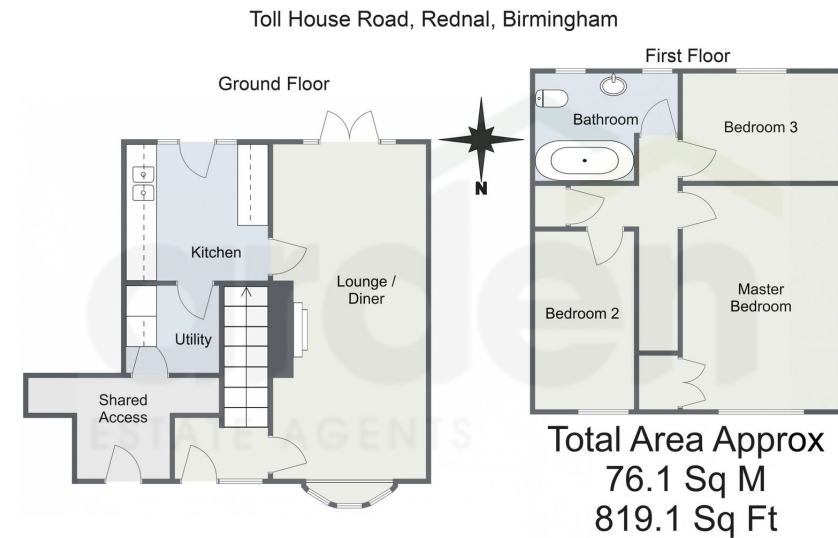 Toll House Road, Rednal, Birmingham
Ground Floor
Kitchen
Lounge /
Diner
Utility
Shared
Access
N
First Floor
Bathroom
Bedroom 3
Bedroom 2
Master
Bedroom
arden
ESTATE AGENTS
Total Area Approx
76.1 Sq M
819.1 Sq Ft